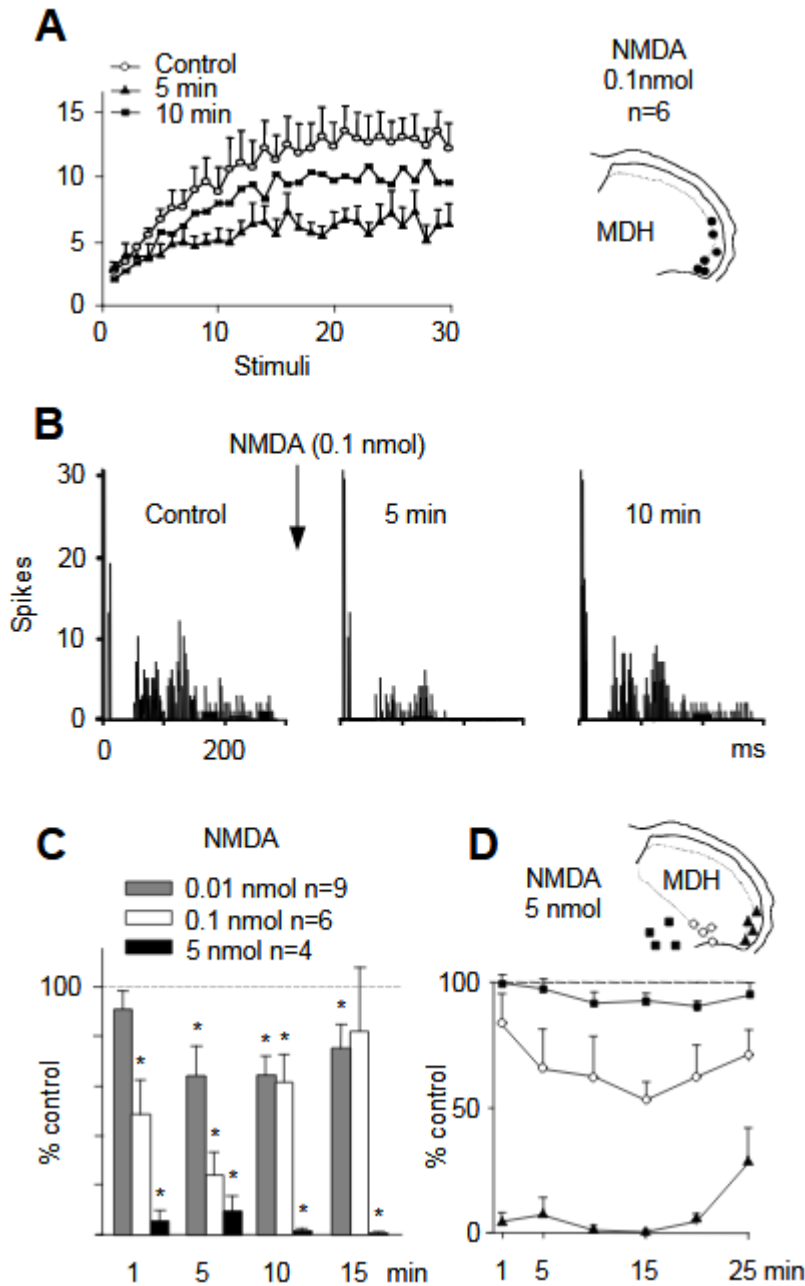 A
Control
5 min
10 min
NMDA
0.1nmol
n=6
MDH
15
10
5
0
0 10 20 30
Stimuli
B
NMDA (0.1 nmol)
Control
5 min
10 min
Spikes
30
20
10
0
0 200
ms
C
NMDA
0.01 nmol n=9
0.1 nmol n=6
5 nmol n=4
100
% control
* * * * * * * * * *
1 5 10 15 min
D
NMDA
5 nmol
MDH
100
50
0
% control
1 5 15 25 min